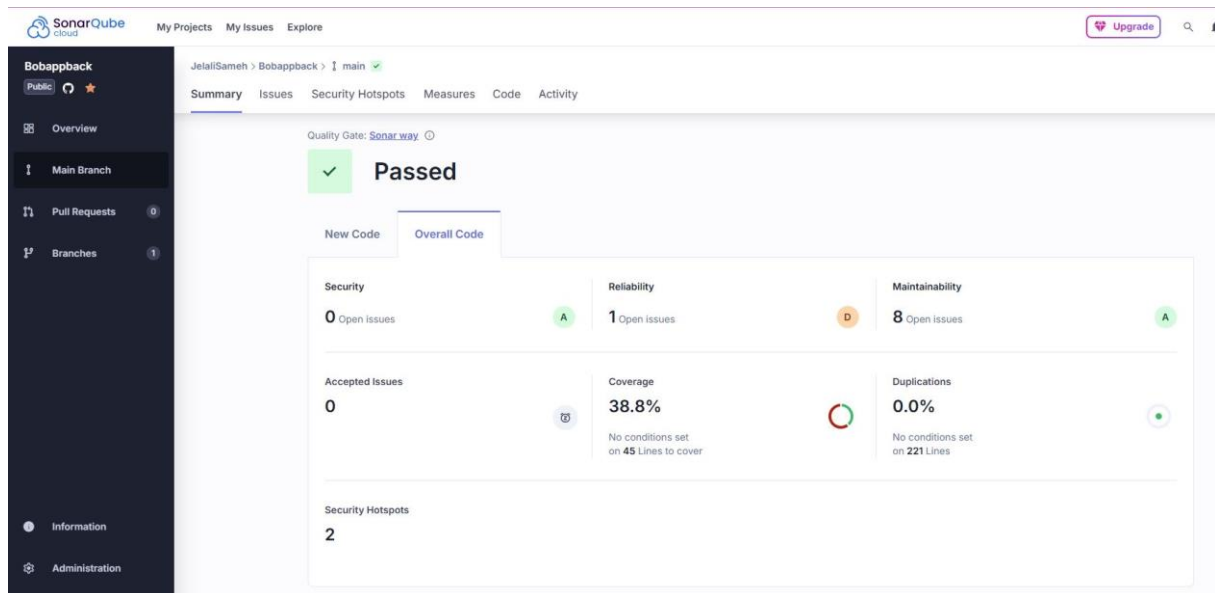 SonarQube
cloud
My Projects My Issues Explore
Upgrade
Bobappback
Public
JelaliSameh > Bobappback > main
Summary Issues Security Hotspots Measures Code Activity
Overview
Main Branch
Pull Requests 0
Branches 1
Information
Administration
Quality Gate: Sonar way
Passed
New Code Overall Code
Security
0 Open issues A
Reliability
1 Open issues D
Maintainability
8 Open issues A
Accepted Issues
0
Coverage
38.8%
No conditions set
on 45 Lines to cover
Duplications
0.0%
No conditions set
on 221 Lines
Security Hotspots
2